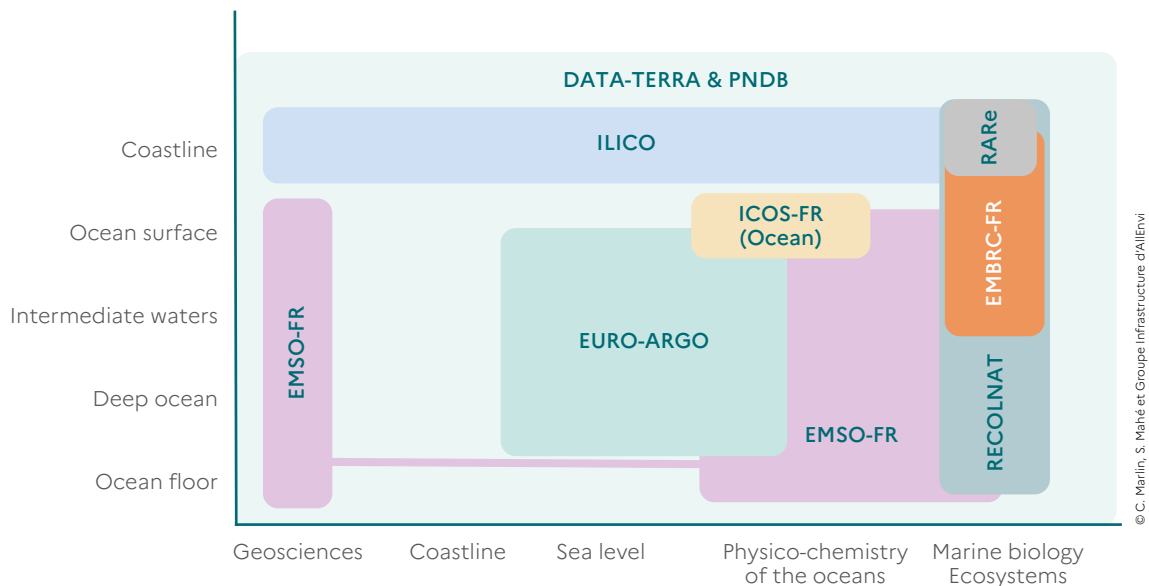 DATA-TERRA & PNDB
Coastline
ILICO
RARe
Ocean surface
ICOS-FR
(Ocean)
EMBRC-FR
Intermediate waters
EMSO-FR
EURO-ARGO
Deep ocean
EMSO-FR
RECOLNAT
Ocean floor
Geosciences
Coastline
Sea level
Physico-chemistry
of the oceans
Marine biology
Ecosystems
© C. Marlin, S. Mahé et Groupe Infrastructure d'AllEnvi